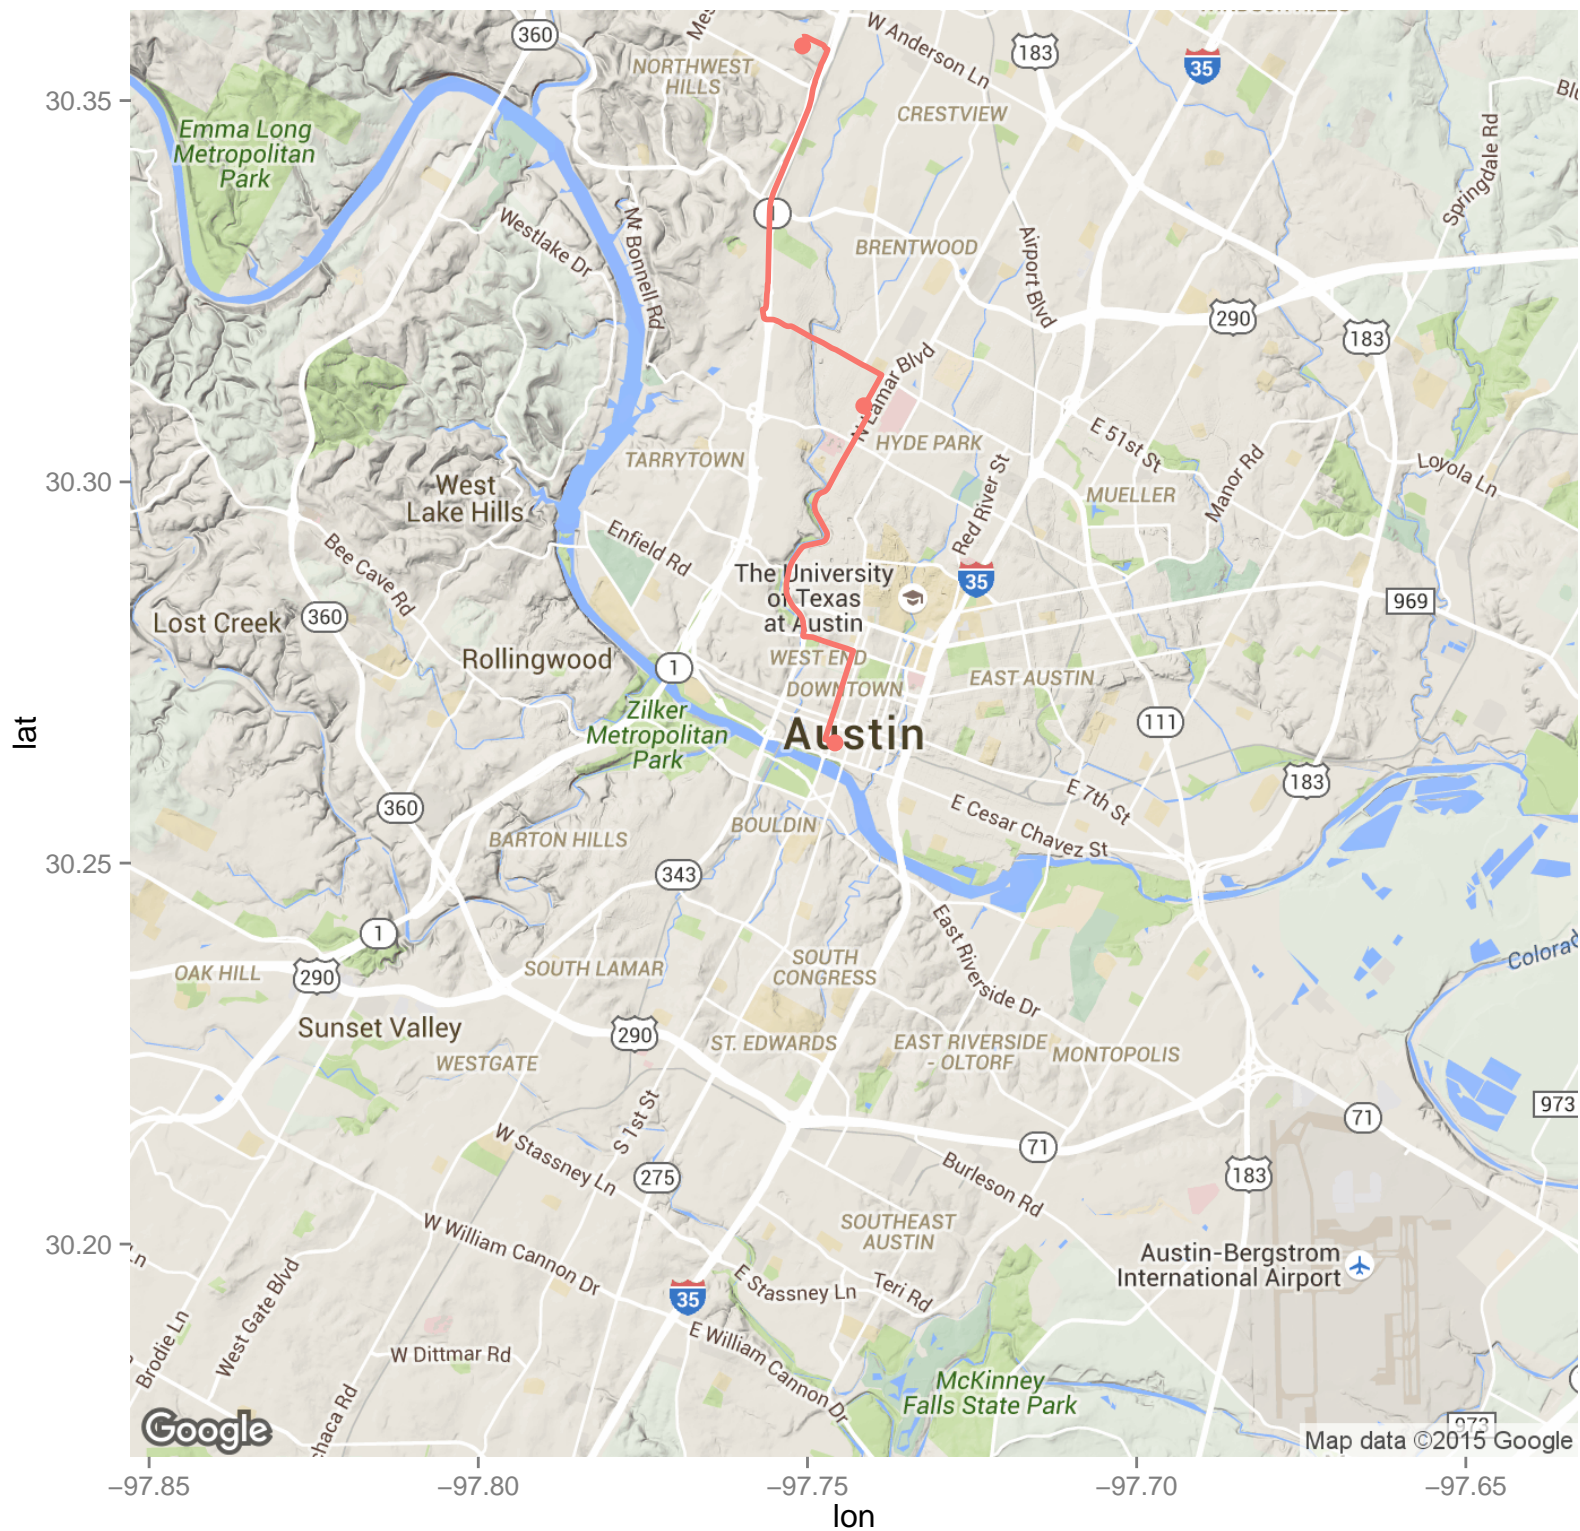 360
W Anderson Ln
183
35
NORTHWEST
HILLS
30.35
CRESTVIEW
Emma Long
Metropolitan
Park
Springdale Rd
1
Westlake Dr
Mt Bonnell Rd
BRENTWOOD
Airport Blvd
290
183
N Lamar Blvd
HYDE PARK
E 51st St
TARRYTOWN
30.30
West
Lake Hills
Red River St
MUELLER
Manor Rd
Loyola Ln
Enfield Rd
Bee Cave Rd
The University
of Texas
at Austin
35
969
360
Lost Creek
Rollingwood
1
WEST END
DOWNTOWN
EAST AUSTIN
Zilker
Metropolitan
Park
Austin
111
183
lat
360
E 7th St
E Cesar Chavez St
BARTON HILLS
BOULDIN
30.25
343
1
East Riverside Dr
OAK HILL
290
SOUTH LAMAR
SOUTH
CONGRESS
Colorad
Sunset Valley
290
WESTGATE
ST. EDWARDS
EAST RIVERSIDE
- OLTORF
MONTOPOLIS
S 1st St
973
71
W Stassney Ln
71
275
Burleson Rd
183
W William Cannon Dr
SOUTHEAST
AUSTIN
30.20
Ln
Austin-Bergstrom
International Airport
West Gate Blvd
E Stassney Ln
Teri Rd
35
Brodie Ln
W Dittmar Rd
E William Cannon Dr
McKinney
Falls State Park
chaca Rd
Google
973
Map data ©2015 Google
−97.85
−97.80
−97.75
−97.70
−97.65
lon